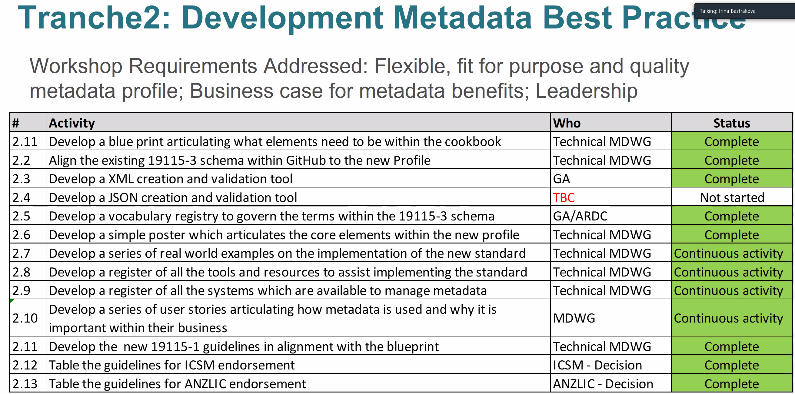 Tranche2: Development Metadata Best Practice
Talking: Irina Bastrakova
Workshop Requirements Addressed: Flexible, fit for purpose and quality
metadata profile; Business case for metadata benefits; Leadership
# Activity Who Status
2.11 Develop a blue print articulating what elements need to be within the cookbook Technical MDWG Complete
2.2 Align the existing 19115-3 schema within GitHub to the new Profile Technical MDWG Complete
2.3 Develop a XML creation and validation tool GA Complete
2.4 Develop a JSON creation and validation tool TBC Not started
2.5 Develop a vocabulary registry to govern the terms within the 19115-3 schema GA/ARDC Complete
2.6 Develop a simple poster which articulates the core elements within the new profile Technical MDWG Complete
2.7 Develop a series of real world examples on the implementation of the new standard Technical MDWG Continuous activity
2.8 Develop a register of all the tools and resources to assist implementing the standard Technical MDWG Continuous activity
2.9 Develop a register of all the systems which are available to manage metadata Technical MDWG Continuous activity
2.10 Develop a series of user stories articulating how metadata is used and why it is
important within their business MDWG Continuous activity
2.11 Develop the new 19115-1 guidelines in alignment with the blueprint Technical MDWG Complete
2.12 Table the guidelines for ICSM endorsement ICSM - Decision Complete
2.13 Table the guidelines for ANZLIC endorsement ANZLIC - Decision Complete